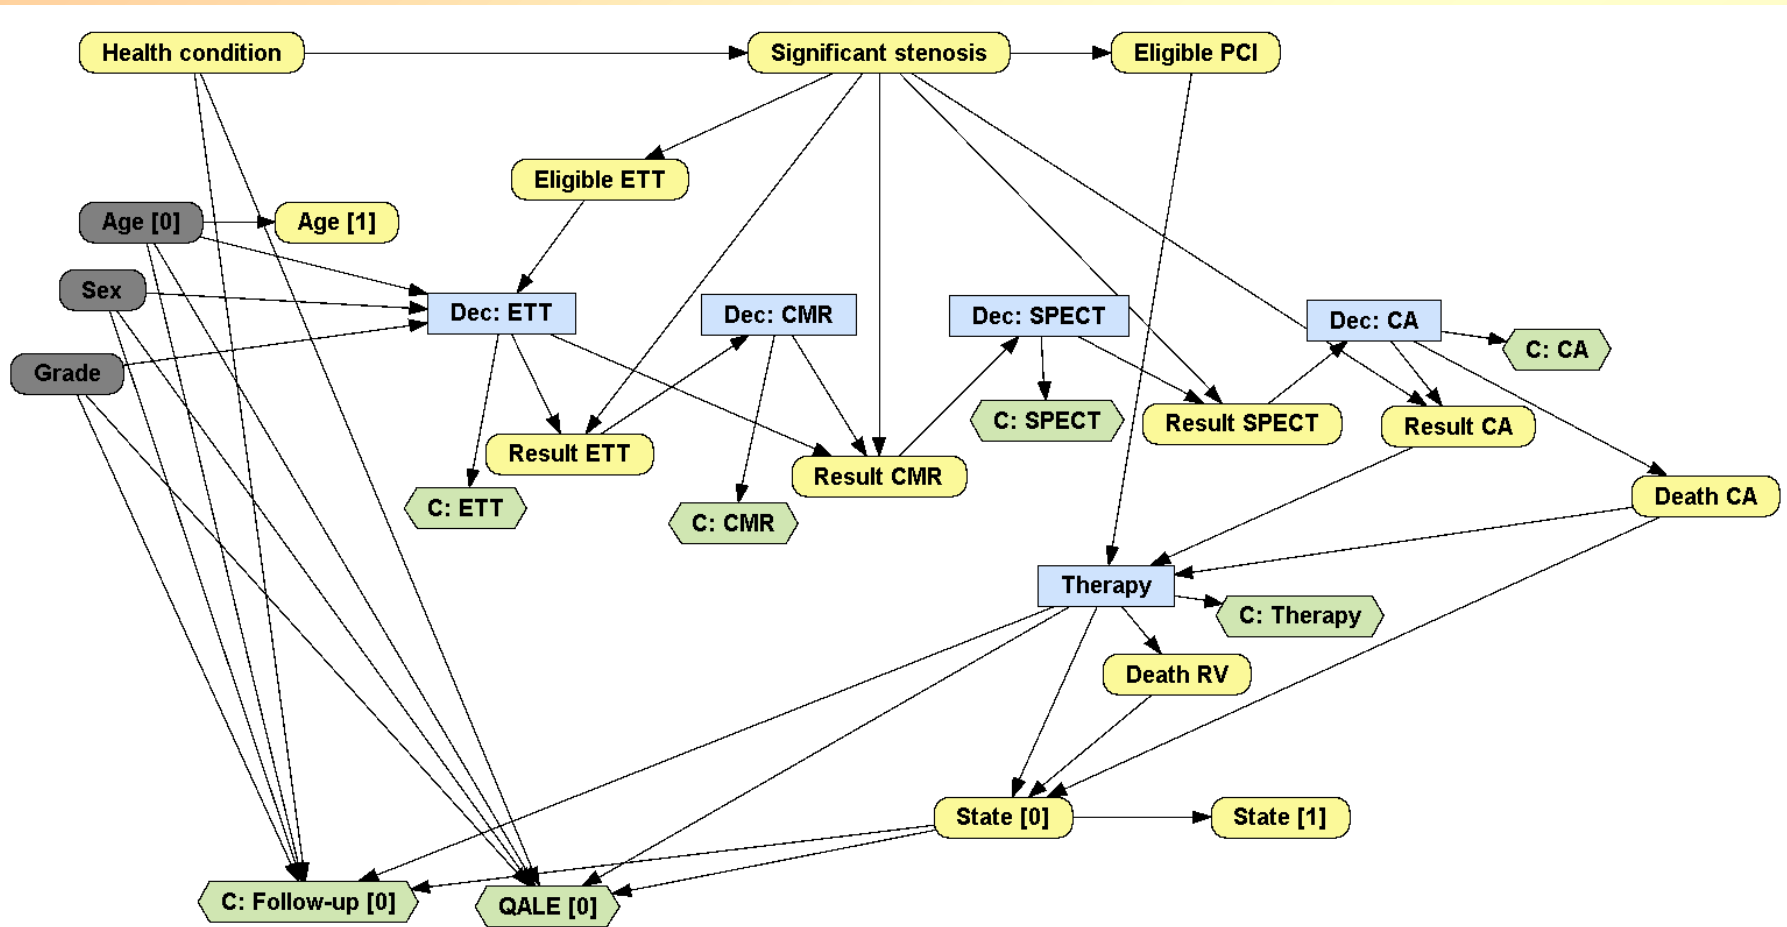 Health condition
Significant stenosis
Eligible PCI
Eligible ETT
Age [0]
Age [1]
Sex
Dec: ETT
Dec: CMR
Dec: SPECT
Dec: CA
C: CA
Grade
C: SPECT
Result SPECT
Result CA
Result ETT
Result CMR
Death CA
C: ETT
C: CMR
Therapy
C: Therapy
Death RV
State [0]
State [1]
C: Follow-up [0]
QALE [0]